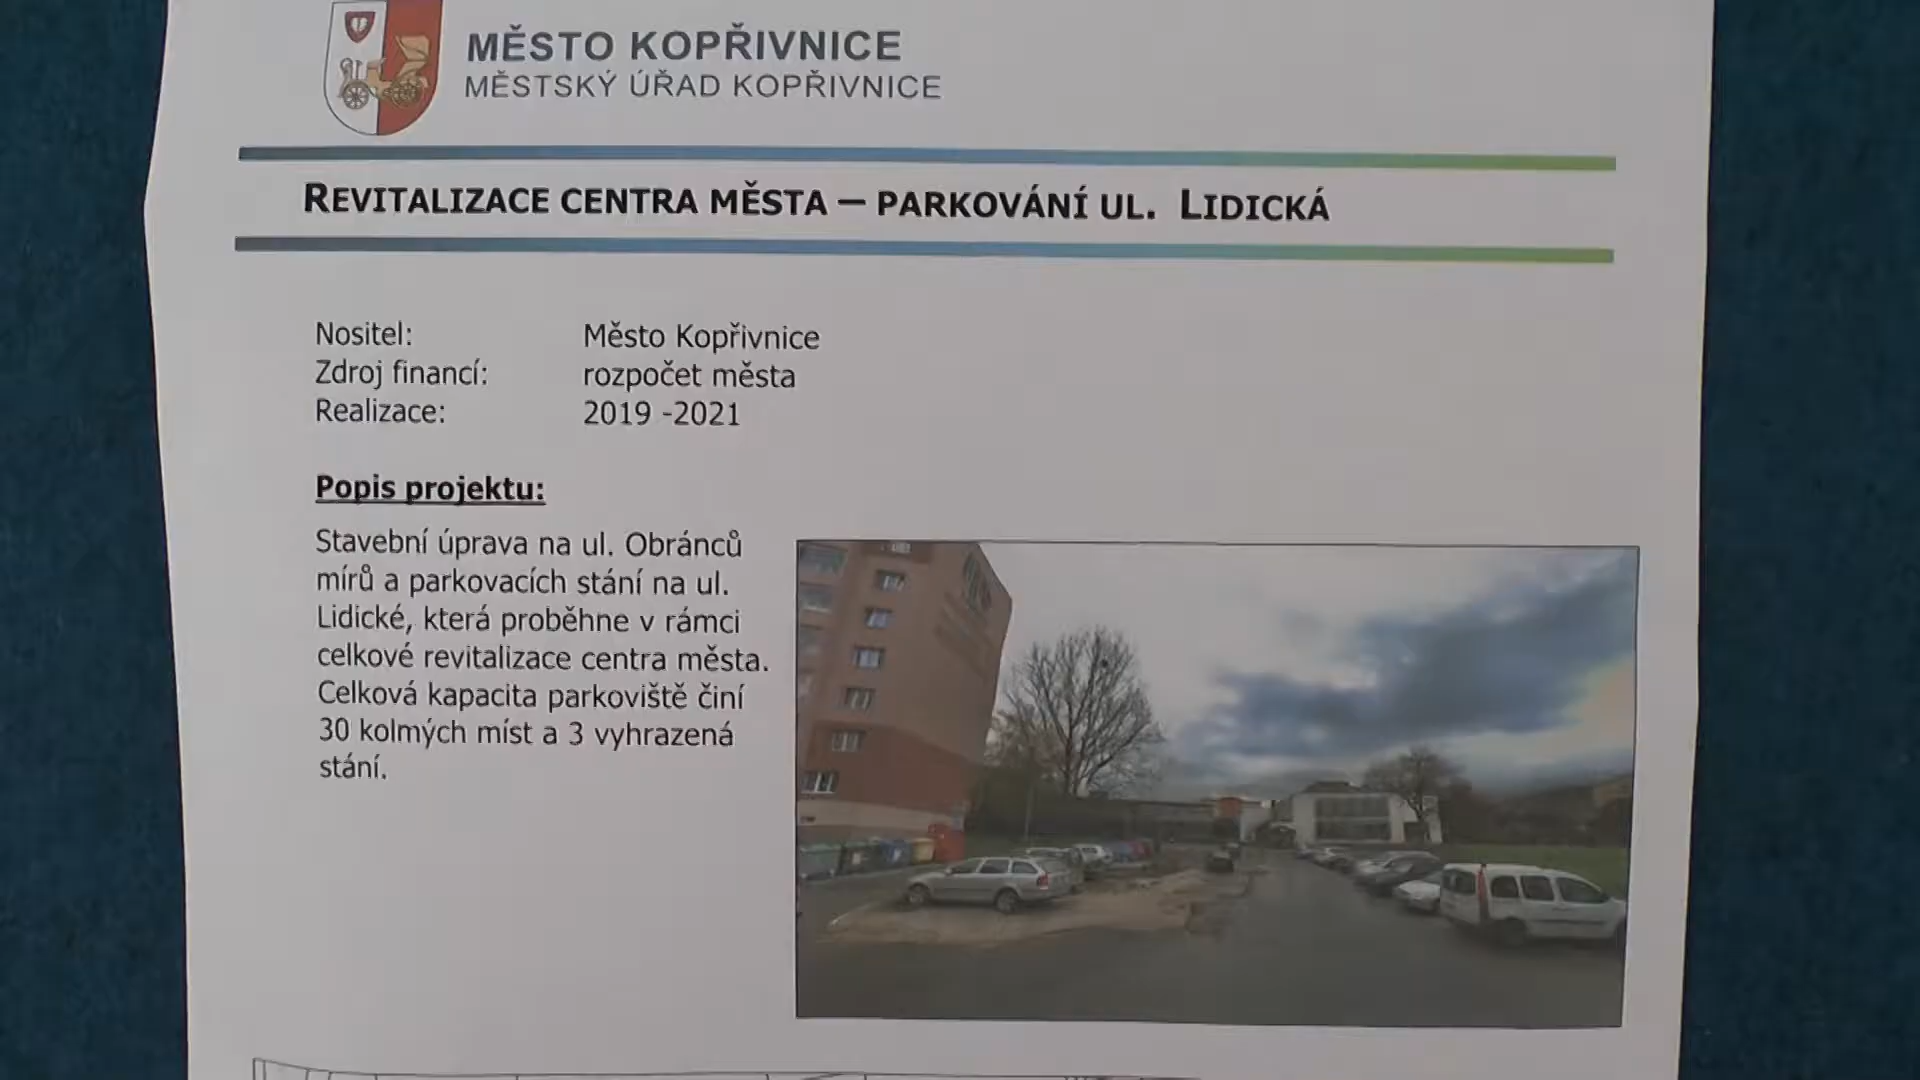 MĚSTO KOPŘIVNICE
MĚSTSKÝ ÚŘAD KOPŘIVNICE
REVITALIZACE CENTRA MĚSTA – PARKOVÁNÍ UL. LIDICKÁ
Nositel: Město Kopřivnice
Zdroj financí: rozpočet města
Realizace: 2019 -2021
Popis projektu:
Stavební úprava na ul. Obránců
mírů a parkovacích stání na ul.
Lidické, která proběhne v rámci
celkové revitalizace centra města.
Celková kapacita parkoviště činí
30 kolmých míst a 3 vyhrazená
stání.